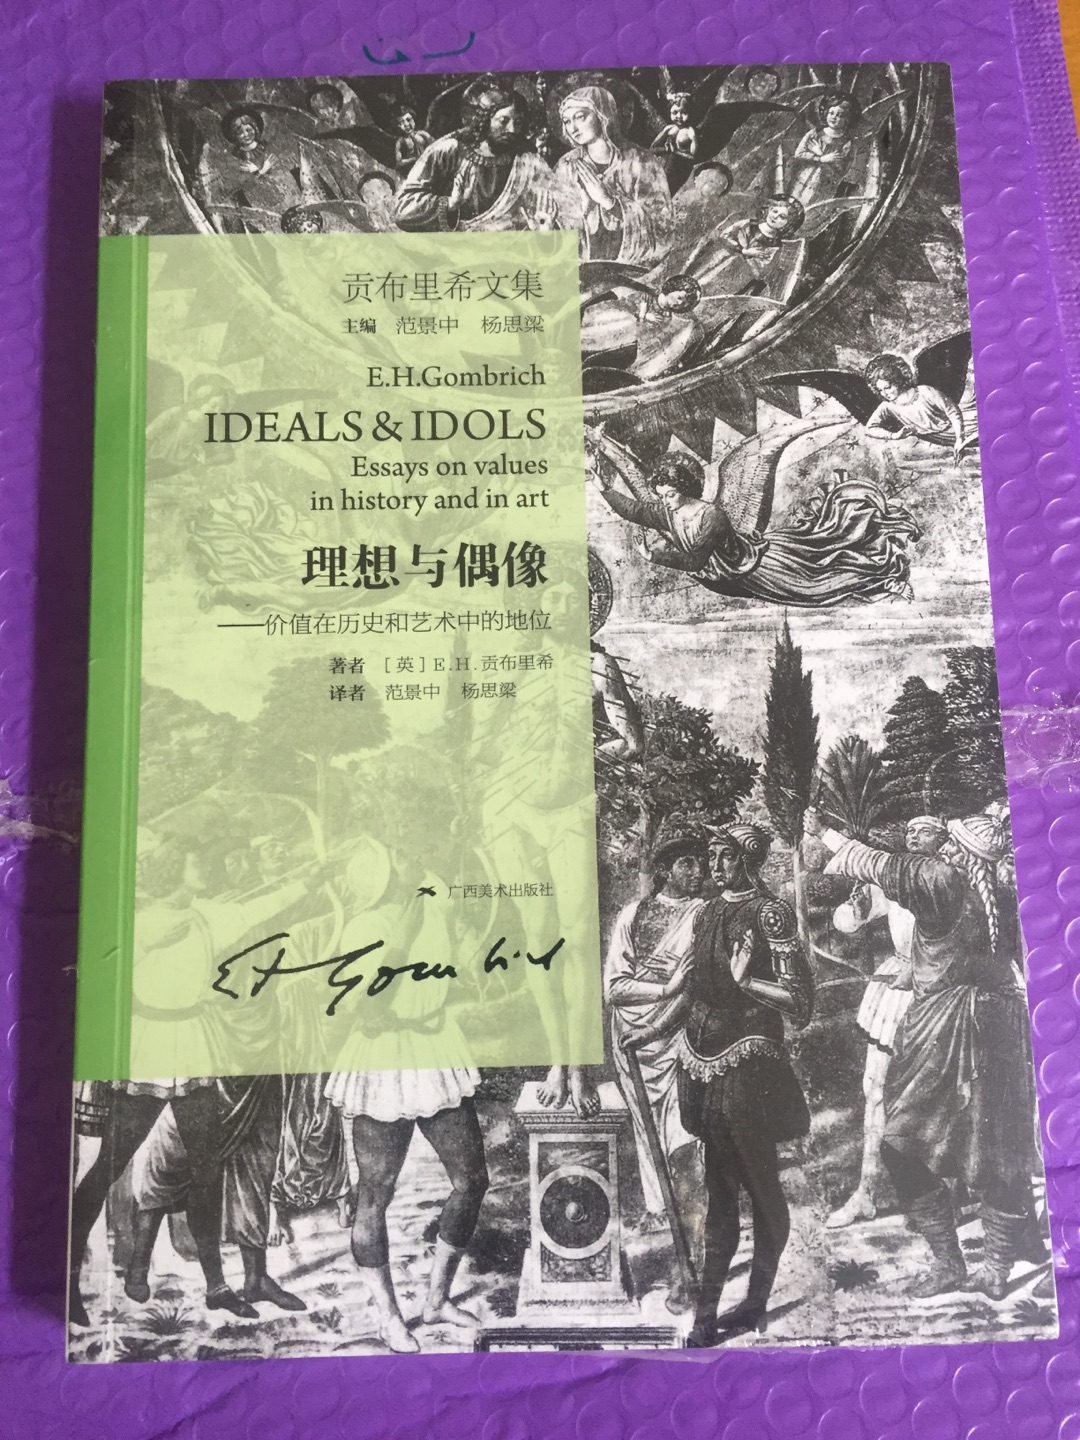 贡布里希文集
主编 范景中 杨思梁
E.H.Gombrich
IDEALS & IDOLS
Essays on values
in history and in art
理想与偶像
——价值在历史和艺术中的地位
著者 [英] E.H.贡布里希
译者 范景中 杨思梁
广西美术出版社
EH Gombrich